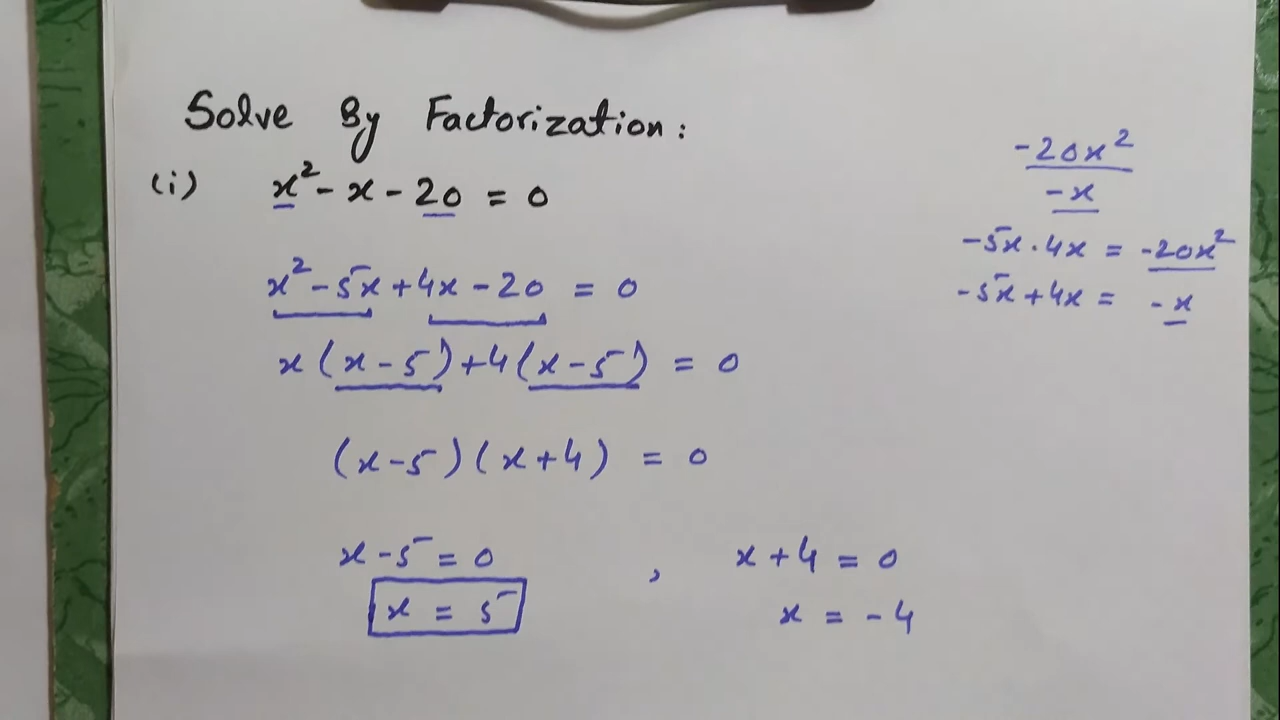 Solve By Factorization:
(i) x² - x - 20 = 0
x² - 5x + 4x - 20 = 0
x(x - 5) + 4(x - 5) = 0
(x - 5)(x + 4) = 0
x - 5 = 0 , x + 4 = 0
x = 5 x = - 4
-20x²
-x
-5x . 4x = -20x²
-5x + 4x = -x